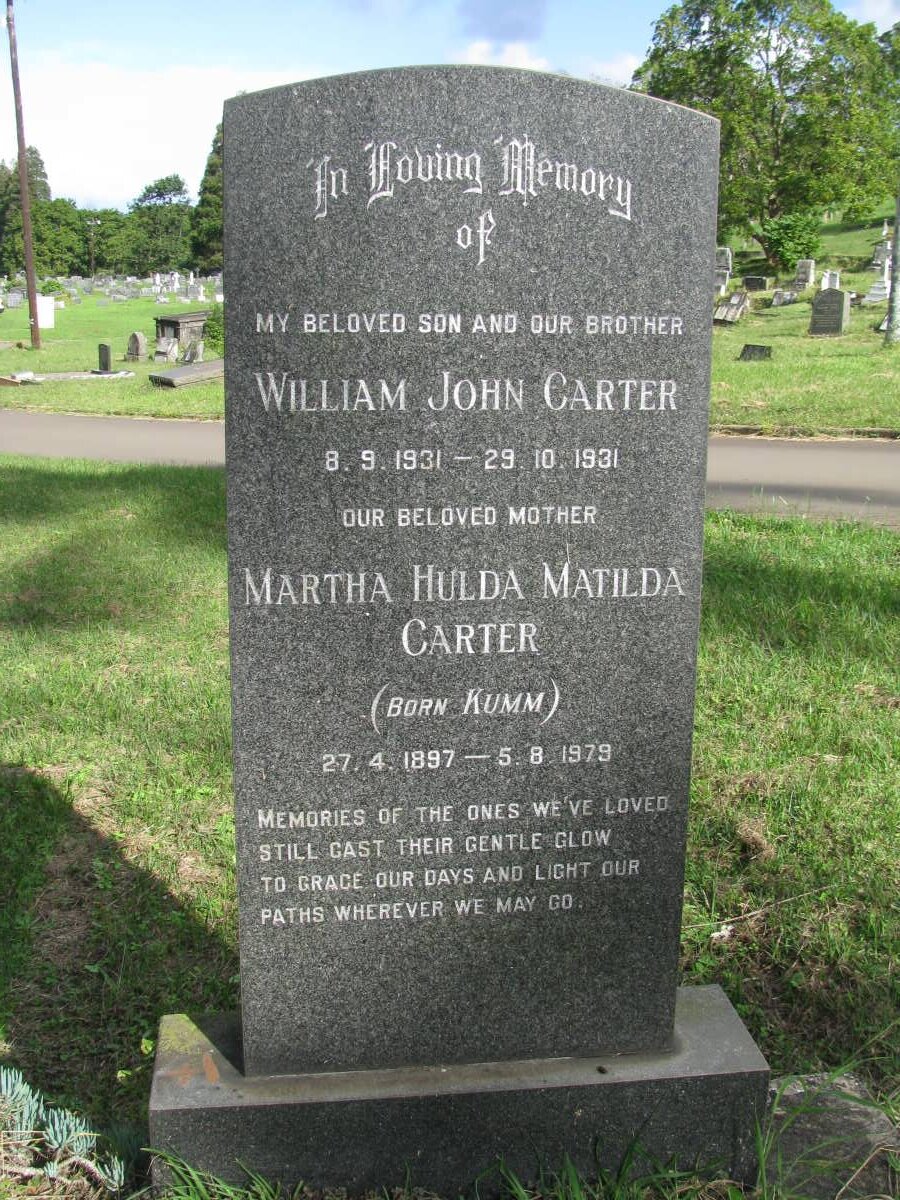 In Loving Memory
of
MY BELOVED SON AND OUR BROTHER
WILLIAM JOHN CARTER
8. 9. 1931 — 29. 10. 1931
OUR BELOVED MOTHER
MARTHA HULDA MATILDA
CARTER
(BORN KUMM)
27. 4. 1897 — 5. 8. 1979
MEMORIES OF THE ONES WE'VE LOVED
STILL CAST THEIR GENTLE GLOW
TO GRACE OUR DAYS AND LIGHT OUR
PATHS WHEREVER WE MAY GO.